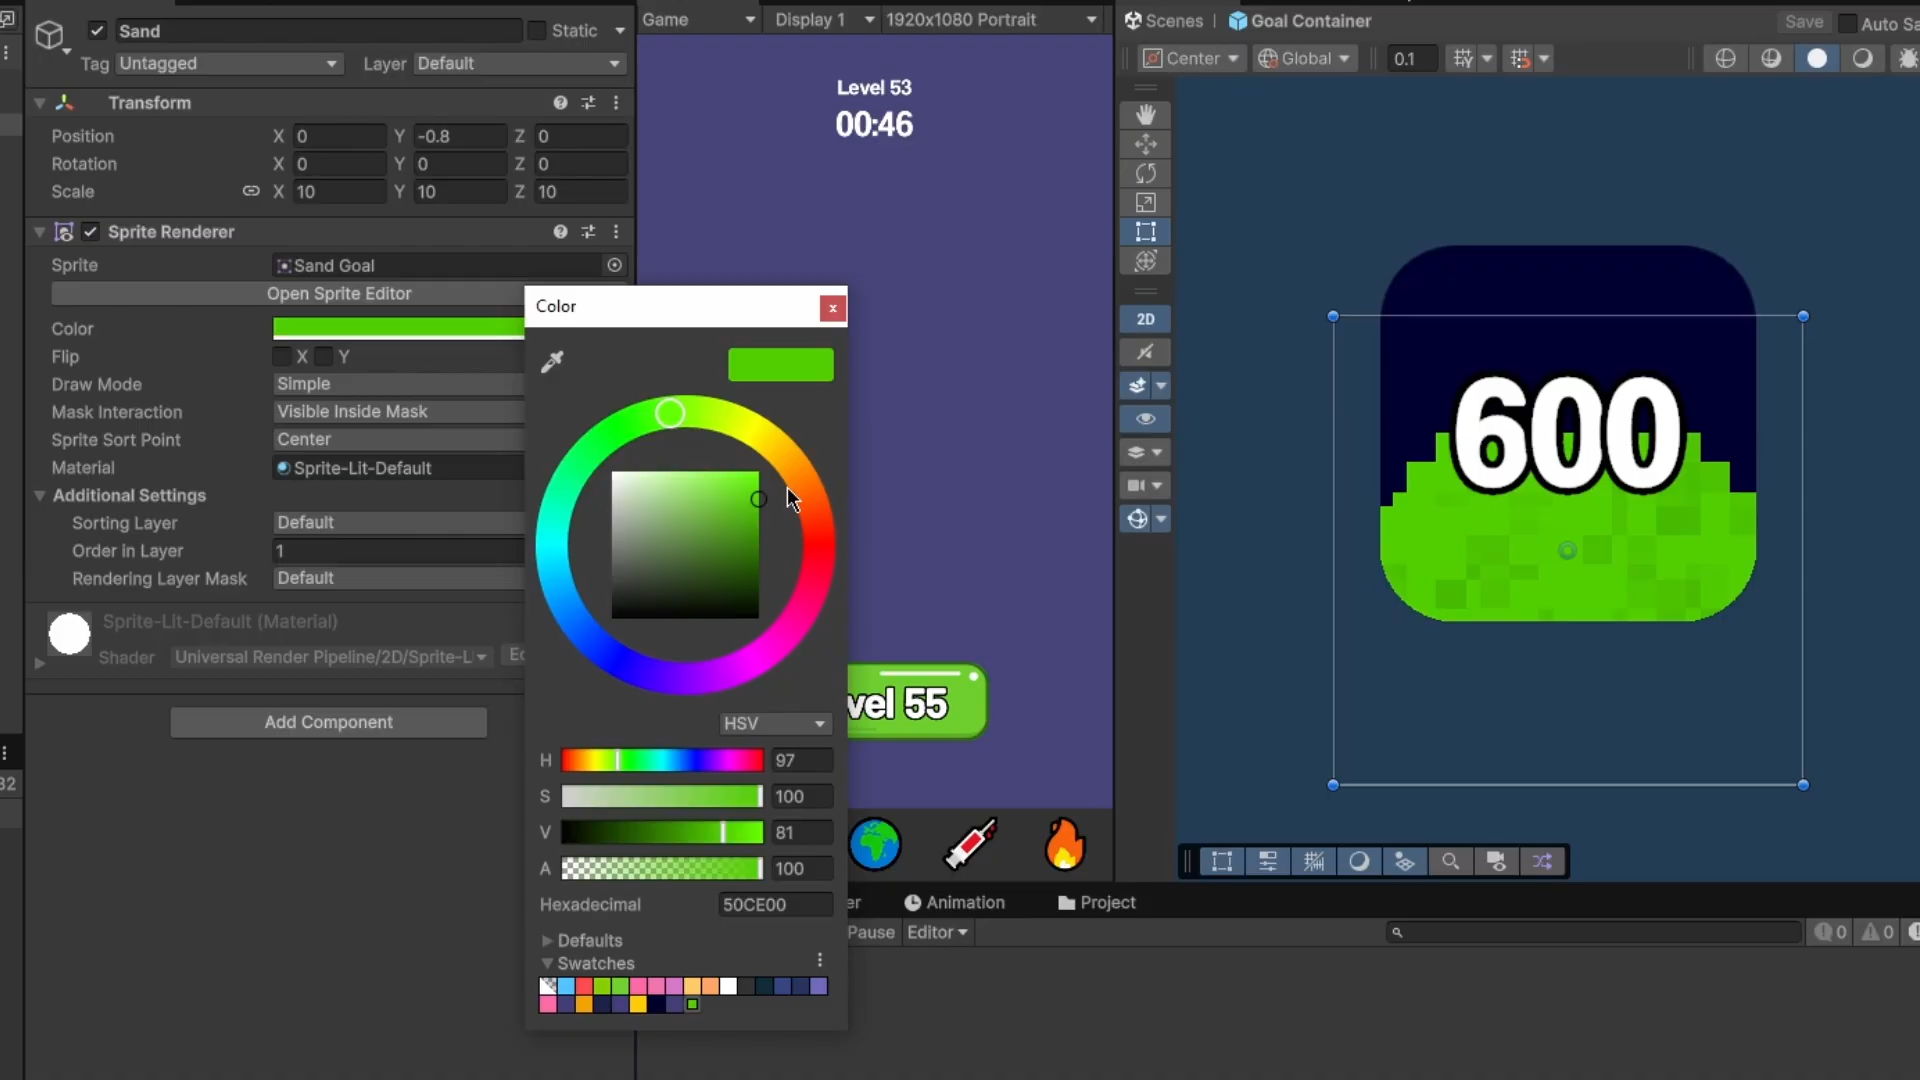 Sand
Static
Tag Untagged Layer Default
Transform
Position X 0 Y -0.8 Z 0
Rotation X 0 Y 0 Z 0
Scale X 10 Y 10 Z 10
Sprite Renderer
Sprite Sand Goal
Open Sprite Editor
Color
Flip X Y
Draw Mode Simple
Mask Interaction Visible Inside Mask
Sprite Sort Point Center
Material Sprite-Lit-Default
Additional Settings
Sorting Layer Default
Order in Layer 1
Rendering Layer Mask Default
Sprite-Lit-Default (Material)
Shader Universal Render Pipeline/2D/Sprite-L
Add Component
32
Color
x
HSV
H 97
S 100
V 81
A 100
Hexadecimal 50CE00
Defaults
Swatches
Game Display 1 1920x1080 Portrait
Level 53
00:46
vel 55
er Animation Project
Pause Editor
0 0
Scenes Goal Container
Save Auto Sa
Center Global 0.1
2D
600